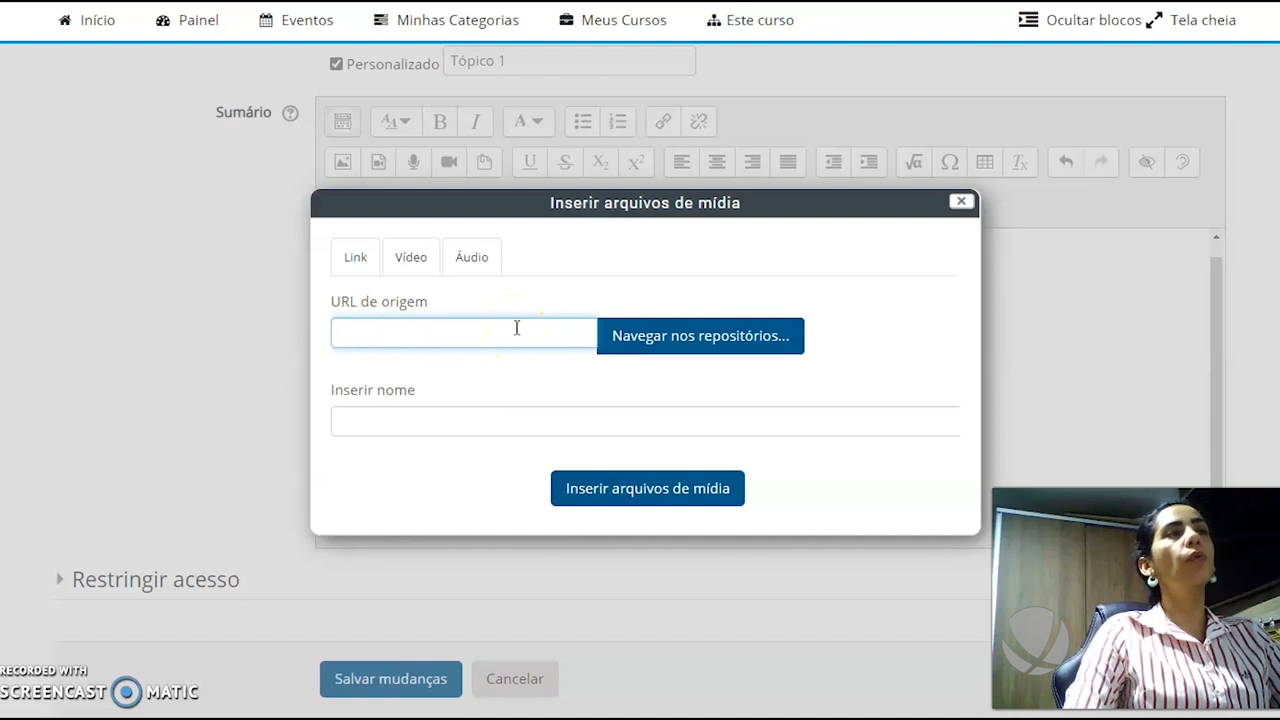 Início Painel Eventos Minhas Categorias Meus Cursos Este curso Ocultar blocos Tela cheia
Personalizado Tópico 1
Sumário
Inserir arquivos de mídia
Link Vídeo Áudio
URL de origem
Navegar nos repositórios...
Inserir nome
Inserir arquivos de mídia
Restringir acesso
Salvar mudanças Cancelar
RECORDED WITH
SCREENCAST MATIC